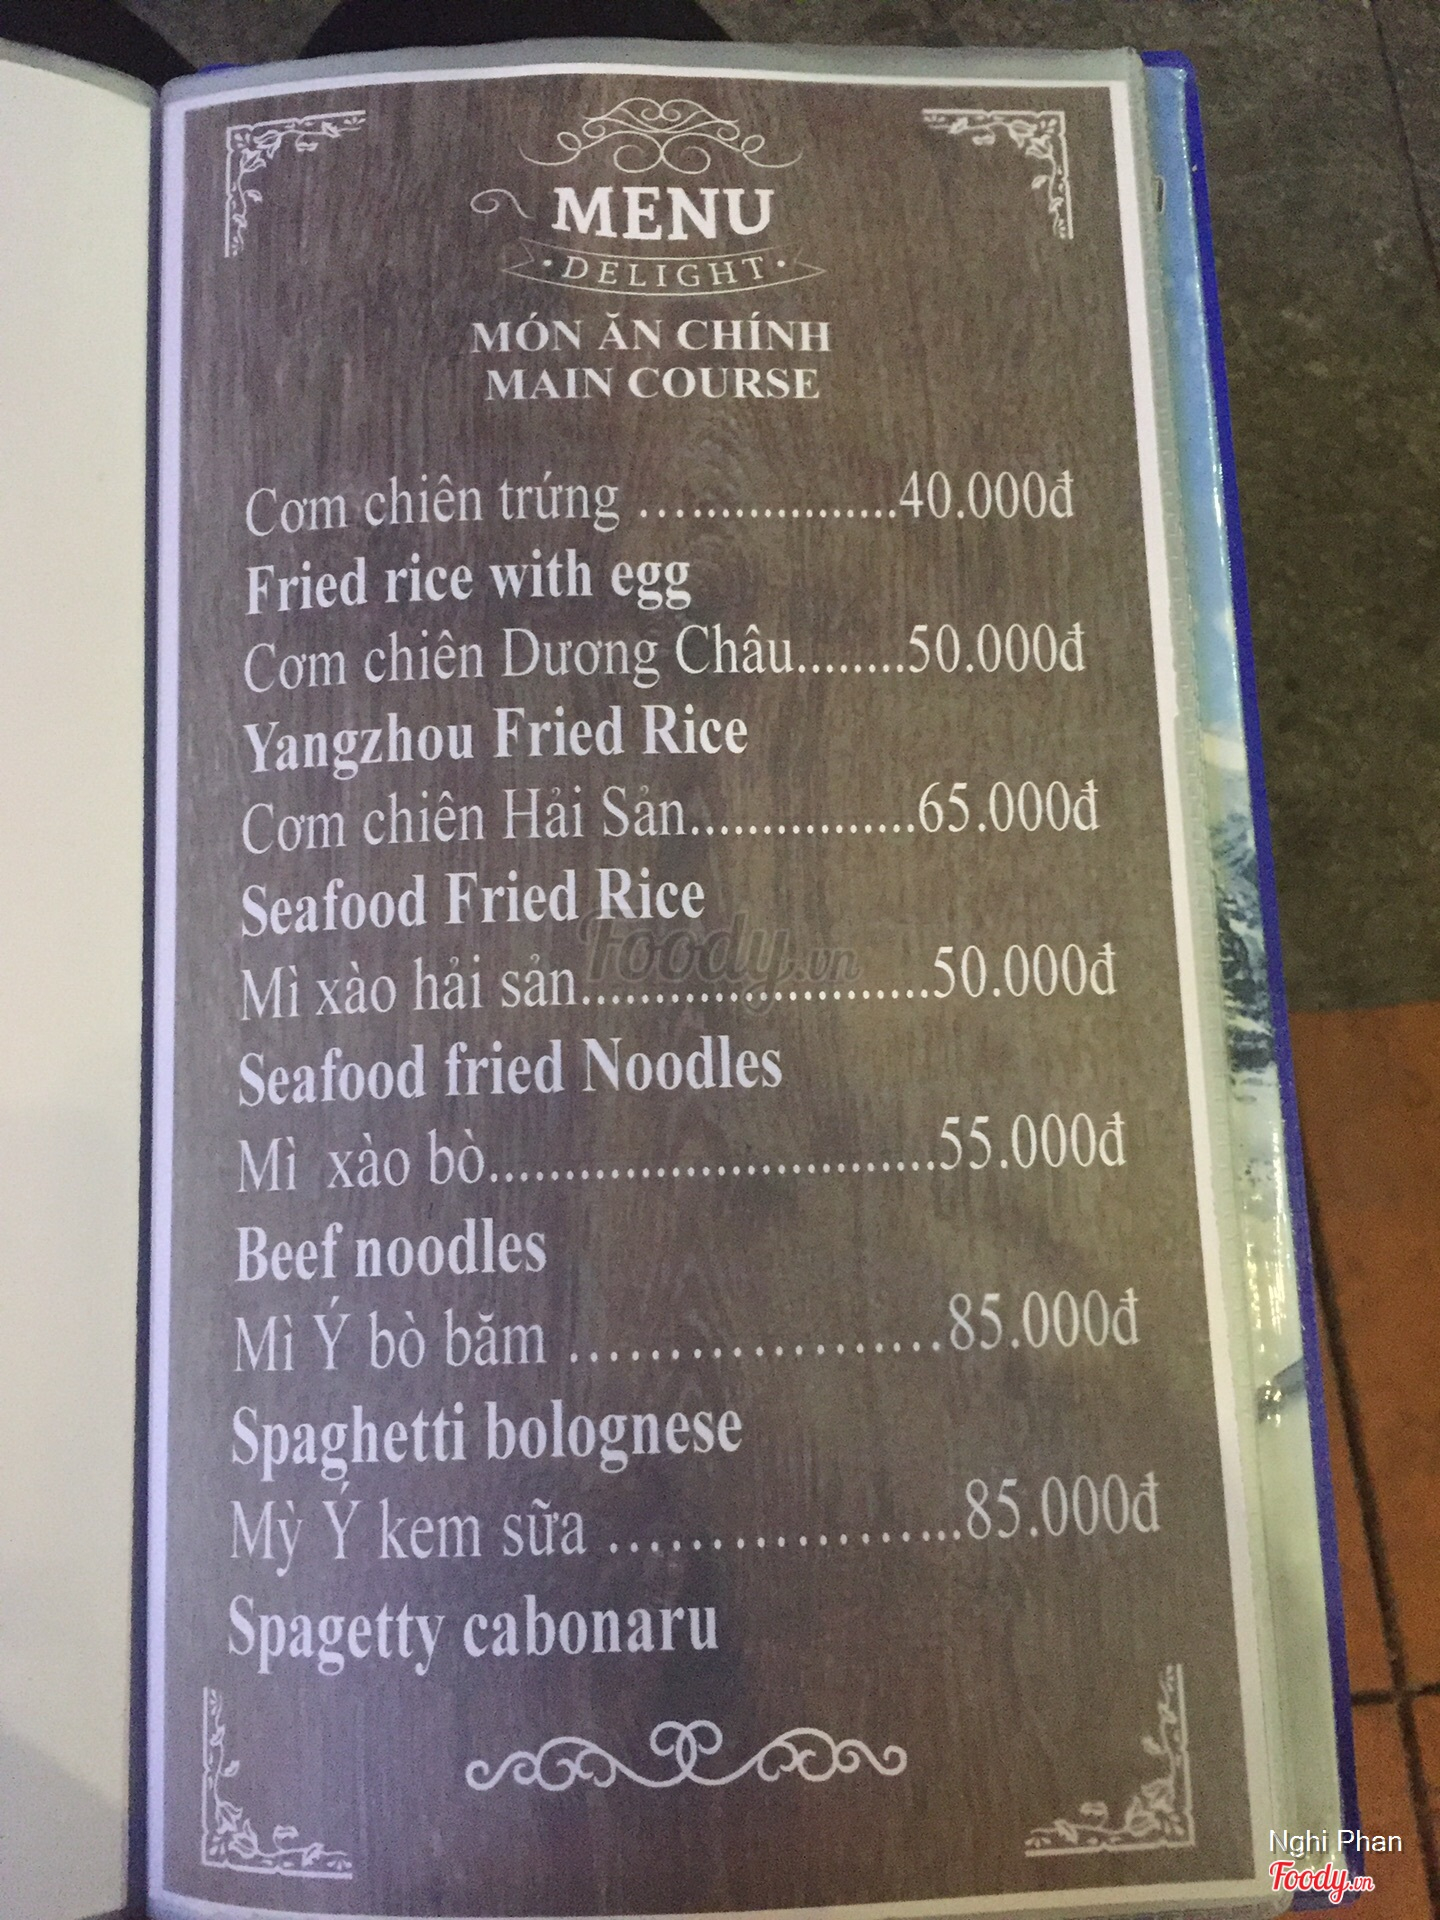 MENU
·DELIGHT·
MÓN ĂN CHÍNH
MAIN COURSE
Cơm chiên trứng ....................40.000đ
Fried rice with egg
Cơm chiên Dương Châu........50.000đ
Yangzhou Fried Rice
Cơm chiên Hải Sản................65.000đ
Seafood Fried Rice
Mì xào hải sản........................50.000đ
Seafood fried Noodles
Mì xào bò...............................55.000đ
Beef noodles
Mì Ý bò băm .....................85.000đ
Spaghetti bolognese
Mỳ Ý kem sữa .....................85.000đ
Spagetty cabonaru
Foody.vn
Nghi Phan
Foody.vn